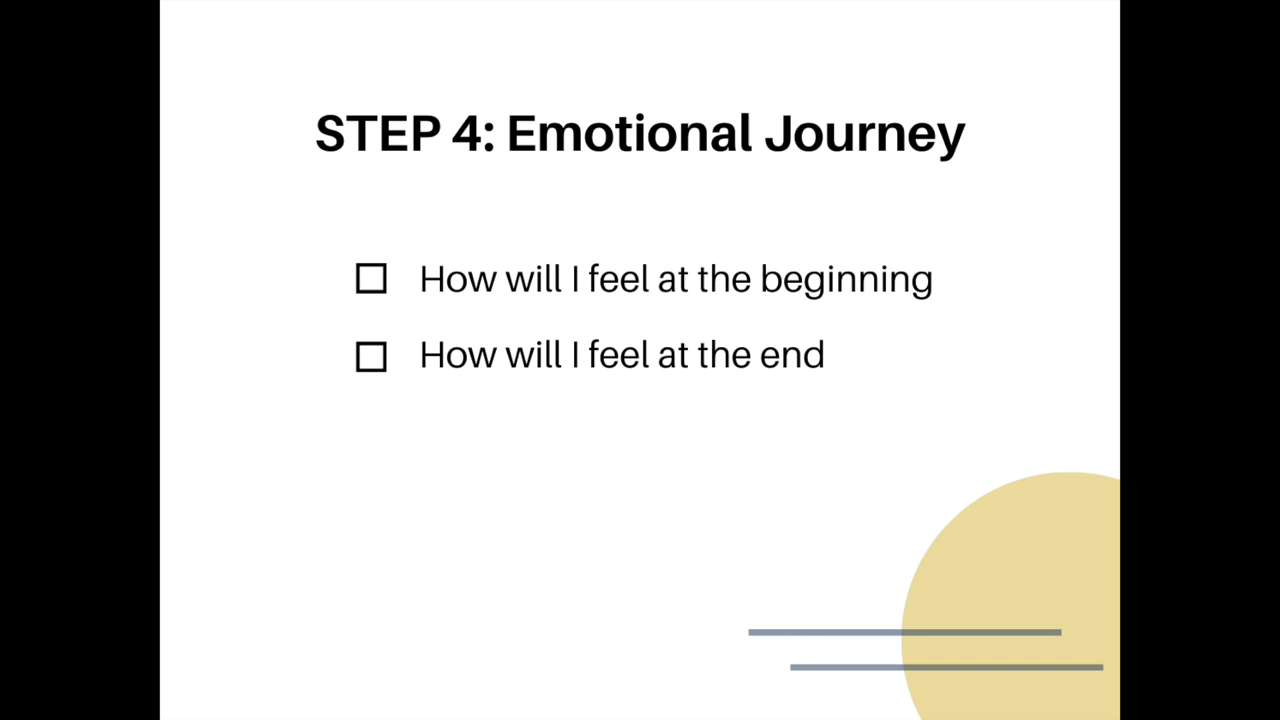 STEP 4: Emotional Journey
How will I feel at the beginning
How will I feel at the end